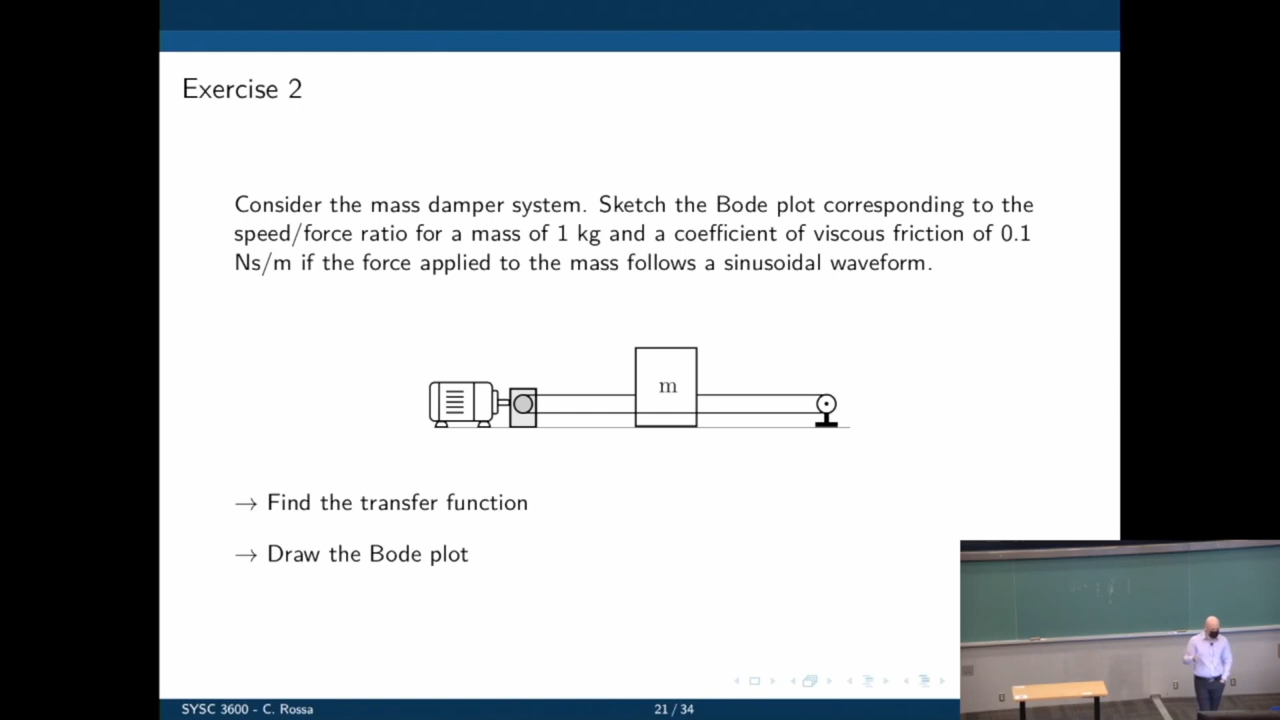 Exercise 2
Consider the mass damper system. Sketch the Bode plot corresponding to the
speed/force ratio for a mass of 1 kg and a coefficient of viscous friction of 0.1
Ns/m if the force applied to the mass follows a sinusoidal waveform.
m
→ Find the transfer function
→ Draw the Bode plot
SYSC 3600 - C. Rossa
21 / 34